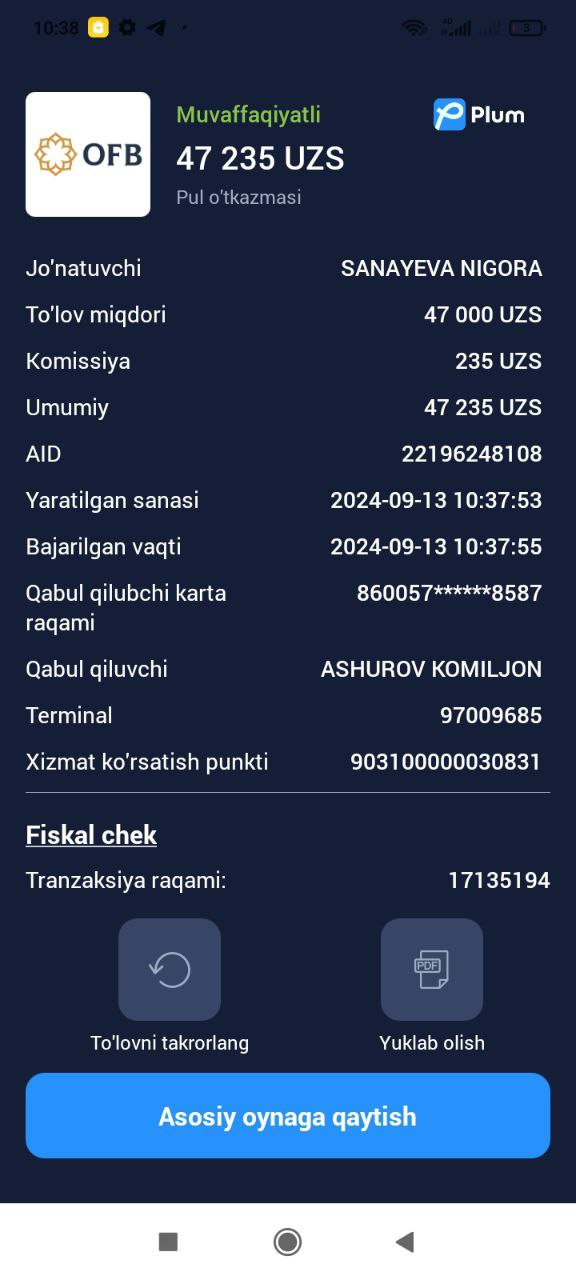 10:38
4G
3
OFB
Muvaffaqiyatli
Plum
47 235 UZS
Pul o'tkazmasi
Jo'natuvchi SANAYEVA NIGORA
To'lov miqdori 47 000 UZS
Komissiya 235 UZS
Umumiy 47 235 UZS
AID 22196248108
Yaratilgan sanasi 2024-09-13 10:37:53
Bajarilgan vaqti 2024-09-13 10:37:55
Qabul qilubchi karta 860057******8587
raqami
Qabul qiluvchi ASHUROV KOMILJON
Terminal 97009685
Xizmat ko'rsatish punkti 903100000030831
Fiskal chek
Tranzaksiya raqami: 17135194
PDF
To'lovni takrorlang Yuklab olish
Asosiy oynaga qaytish